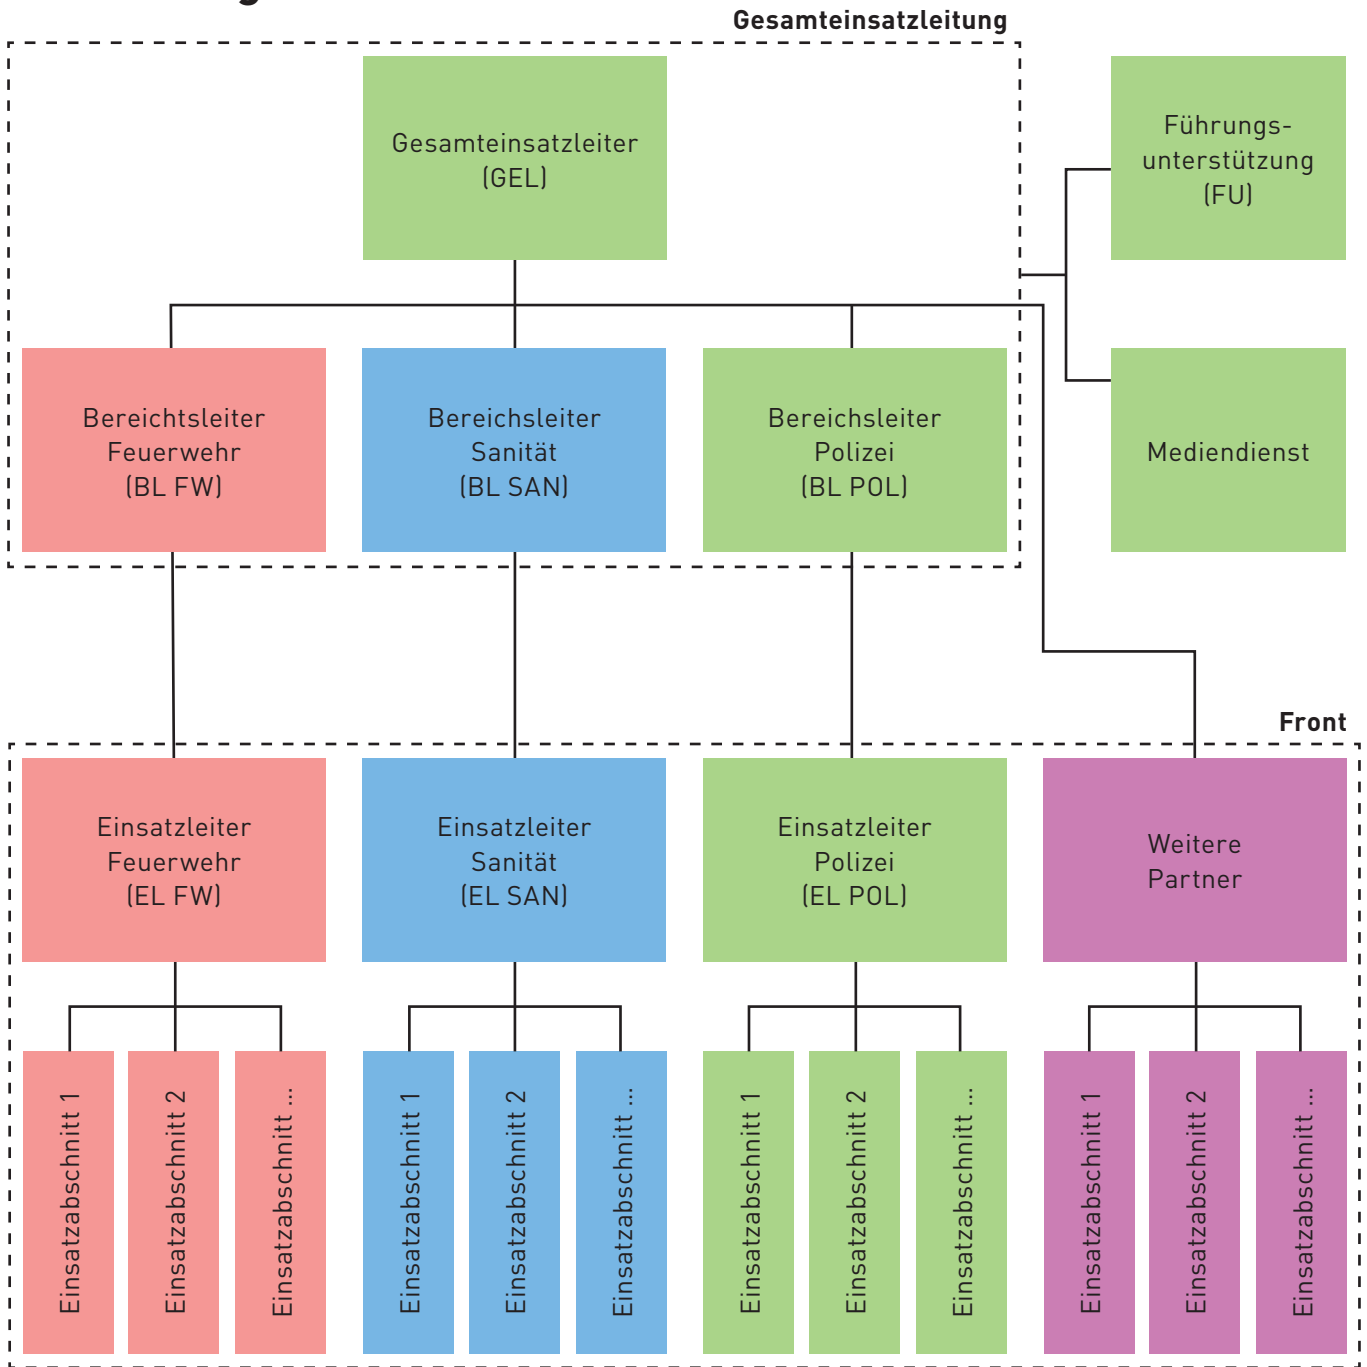 Gesamteinsatzleitung
Gesamteinsatzleiter
(GEL)
Führungs-
unterstützung
(FU)
Bereichtsleiter
Feuerwehr
(BL FW)
Bereichsleiter
Sanität
(BL SAN)
Bereichsleiter
Polizei
(BL POL)
Mediendienst
Front
Einsatzleiter
Feuerwehr
(EL FW)
Einsatzleiter
Sanität
(EL SAN)
Einsatzleiter
Polizei
(EL POL)
Weitere
Partner
Einsatzabschnitt 1
Einsatzabschnitt 2
Einsatzabschnitt ...
Einsatzabschnitt 1
Einsatzabschnitt 2
Einsatzabschnitt ...
Einsatzabschnitt 1
Einsatzabschnitt 2
Einsatzabschnitt ...
Einsatzabschnitt 1
Einsatzabschnitt 2
Einsatzabschnitt ...